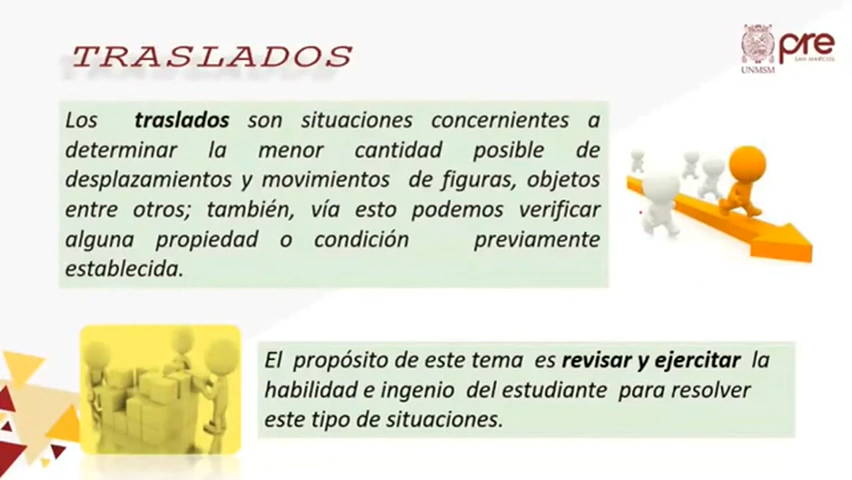 TRASLADOS
UNMSM
pre
SAN MARCOS
Los traslados son situaciones concernientes a
determinar la menor cantidad posible de
desplazamientos y movimientos de figuras, objetos
entre otros; también, vía esto podemos verificar
alguna propiedad o condición previamente
establecida.
El propósito de este tema es revisar y ejercitar la
habilidad e ingenio del estudiante para resolver
este tipo de situaciones.